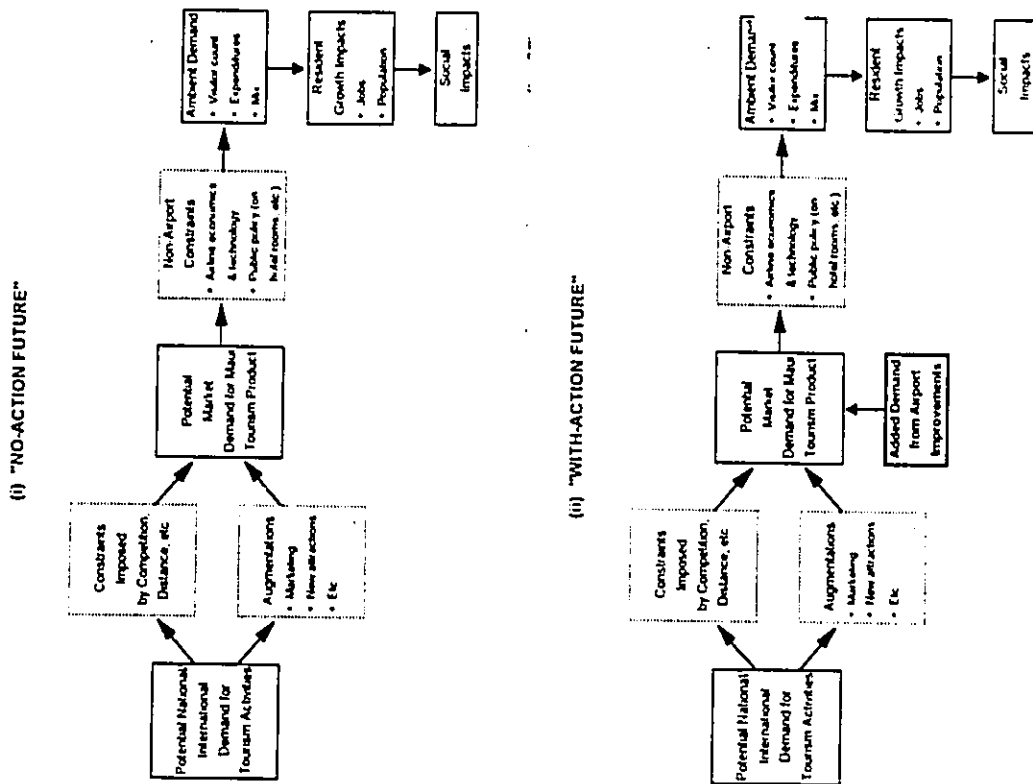 (i) "NO-ACTION FUTURE"
Potential National
International
Demand for
Tourism Activities
Constraints
Imposed
by Competition,
Distance, etc
Augmentations
• Marketing
• New attractions
• Etc
Potential
Market
Demand for Maui
Tourism Product
Non-Airport
Constraints
• Airline economics
& technology
• Public policy (on
hotel rooms, etc.)
Ambient Demand
• Visitor count
• Expenditures
• Mix
Resident
Growth Impacts
• Jobs
• Population
Social
Impacts
(ii) "WITH-ACTION FUTURE"
Potential National
International
Demand for
Tourism Activities
Constraints
Imposed
by Competition,
Distance, etc
Augmentations
• Marketing
• New attractions
• Etc
Potential
Market
Demand for Maui
Tourism Product
Added Demand
from Airport
Improvements
Non-Airport
Constraints
• Airline economics
& technology
• Public policy (on
hotel rooms, etc.)
Ambient Demand
• Visitor count
• Expenditures
• Mix
Resident
Growth Impacts
• Jobs
• Population
Social
Impacts